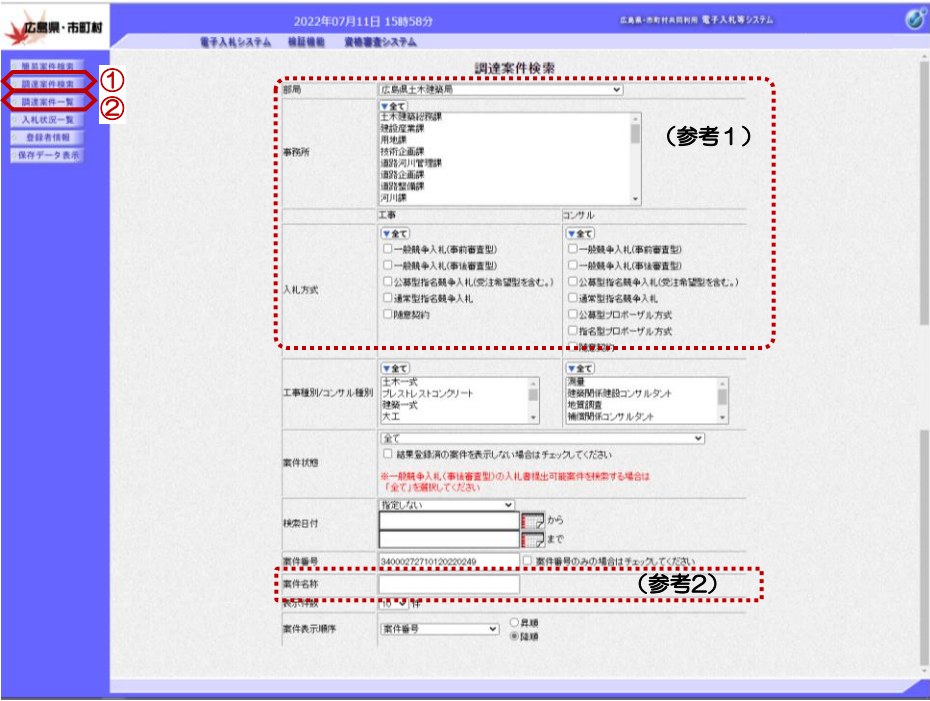 広島県・市町村
2022年07月11日 15時58分
広島県・市町村共同利用 電子入札等システム
電子入札システム 検証機能 資格審査システム
簡易案件検索
調達案件検索
①
調達案件一覧
②
入札状況一覧
登録者情報
保存データ表示
調達案件検索
部局
広島県土木建築局
事務所
▼全て
土木建築総務課
建設産業課
用地課
技術企画課
道路河川管理課
道路企画課
道路整備課
河川課
(参考1)
工事 コンサル
入札方式
▼全て
一般競争入札(事前審査型)
一般競争入札(事後審査型)
公募型指名競争入札(受注希望型を含む。)
通常型指名競争入札
随意契約
▼全て
一般競争入札(事前審査型)
一般競争入札(事後審査型)
公募型指名競争入札(受注希望型を含む。)
通常型指名競争入札
公募型プロポーザル方式
指名型プロポーザル方式
随意契約
工事種別/コンサル種別
▼全て
土木一式
プレストレストコンクリート
建築一式
大工
▼全て
測量
建築関係建設コンサルタント
地質調査
補償関係コンサルタント
案件状態
全て
結果登録済の案件を表示しない場合はチェックしてください
※一般競争入札(事後審査型)の入札書提出可能案件を検索する場合は
「全て」を選択してください
検索日付
指定しない
から
まで
案件番号
34000272710120220249
案件番号のみの場合はチェックしてください
案件名称
(参考2)
表示件数
10 件
案件表示順序
案件番号
昇順
降順